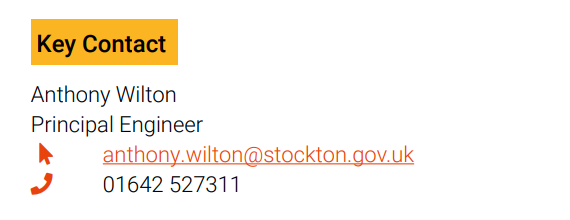 Key Contact
Anthony Wilton
Principal Engineer
anthony.wilton@stockton.gov.uk
01642 527311